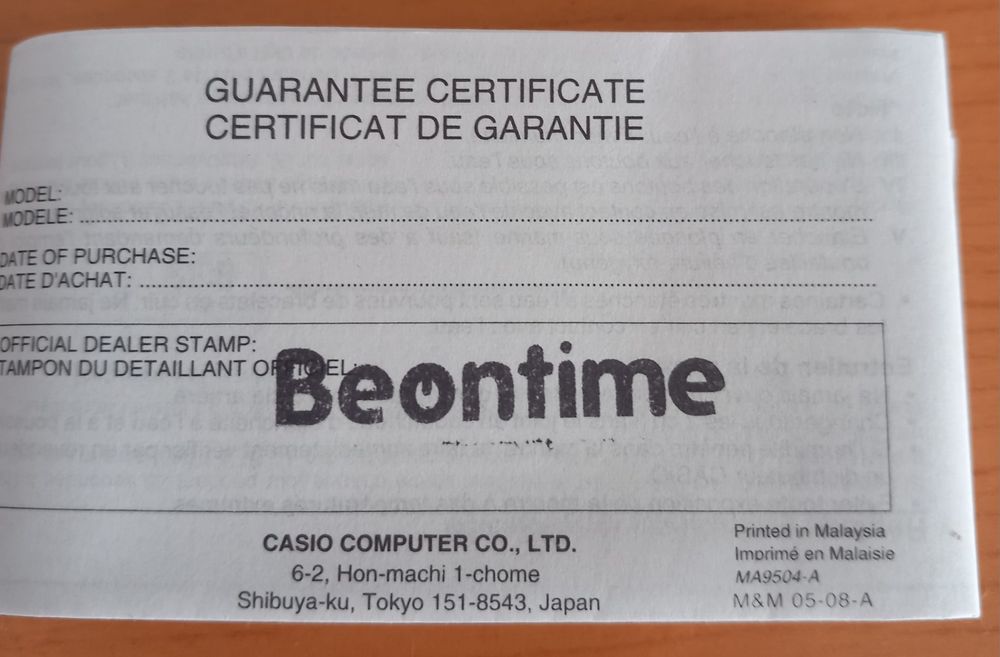 GUARANTEE CERTIFICATE
CERTIFICAT DE GARANTIE
MODEL:
MODELE:
DATE OF PURCHASE:
DATE D'ACHAT:
OFFICIAL DEALER STAMP:
TAMPON DU DETAILLANT OFFICIEL:
Beontime
CASIO COMPUTER CO., LTD.
6-2, Hon-machi 1-chome
Shibuya-ku, Tokyo 151-8543, Japan
Printed in Malaysia
Imprimé en Malaisie
MA9504-A
M&M 05-08-A